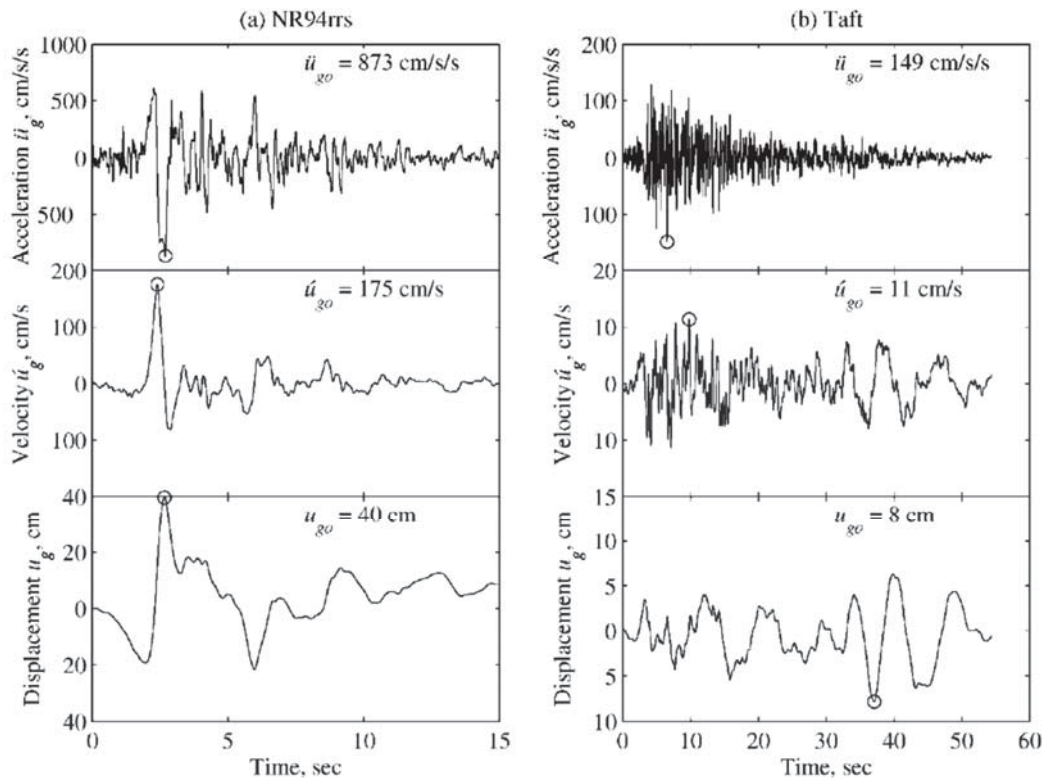 (a) NR94rrs
1000
500
0
500
200
100
0
100
40
20
0
20
40
0
5
10
15
Acceleration ü_g, cm/s/s
Velocity ú_g, cm/s
Displacement u_g, cm
ü_go = 873 cm/s/s
ú_go = 175 cm/s
u_go = 40 cm
Time, sec
(b) Taft
200
100
0
100
20
10
0
10
15
10
5
0
5
10
0
10
20
30
40
50
60
Acceleration ü_g, cm/s/s
Velocity ú_g, cm/s
Displacement u_g, cm
ü_go = 149 cm/s/s
ú_go = 11 cm/s
u_go = 8 cm
Time, sec